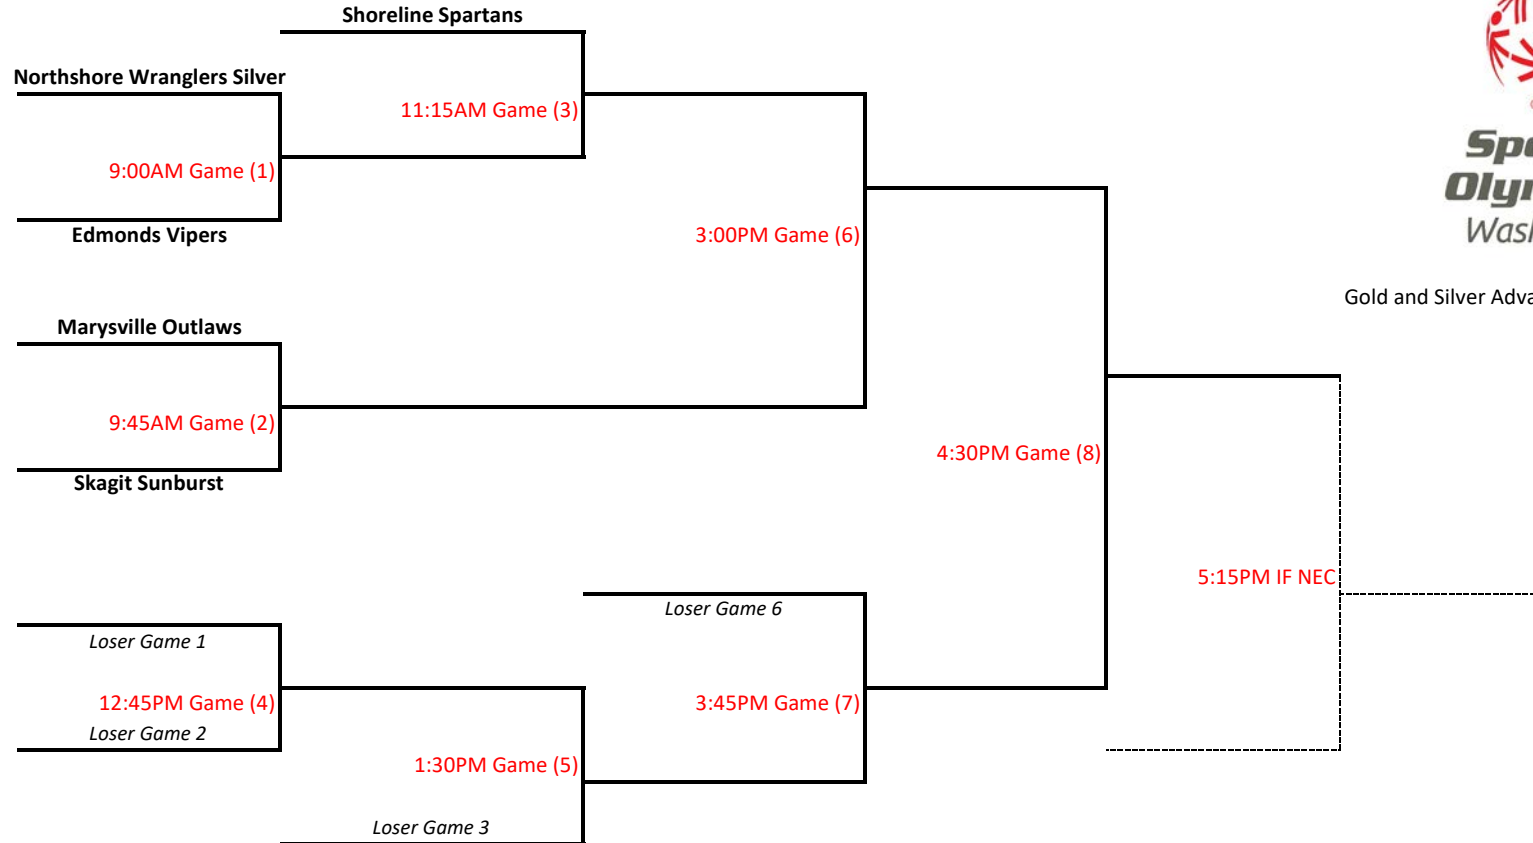 Shoreline Spartans
Northshore Wranglers Silver
11:15AM Game (3)
9:00AM Game (1)
Edmonds Vipers
3:00PM Game (6)
Gold and Silver
Marysville Outlaws
9:45AM Game (2)
4:30PM Game (8)
Skagit Sunburst
5:15PM IF NEC
Loser Game 6
Loser Game 1
12:45PM Game (4)
3:45PM Game (7)
Loser Game 2
1:30PM Game (5)
Loser Game 3